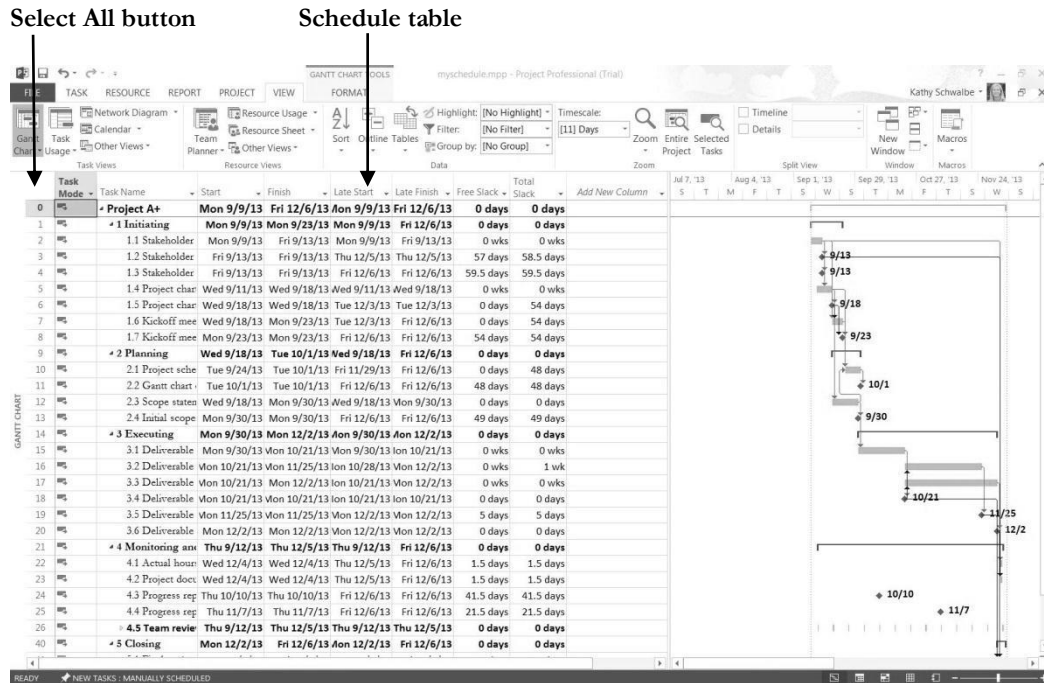 Select All button Schedule table
GANTT CHART TOOLS myschedule.mpp - Project Professional (Trial)
FILE TASK RESOURCE REPORT PROJECT VIEW FORMAT Kathy Schwalbe
Network Diagram Resource Usage Highlight: [No Highlight] Timescale: Timeline
Calendar Resource Sheet Filter: [No Filter] [11] Days Details
Gantt Chart Task Usage Other Views Team Planner Other Views Sort Outline Tables Group by: [No Group] Zoom Entire Project Selected Tasks New Window Macros
Task Views Resource Views Data Zoom Split View Window Macros
Task Mode Task Name Start Finish Late Start Late Finish Free Slack Total Slack Add New Column Jul 7, '13 Aug 4, '13 Sep 1, '13 Sep 29, '13 Oct 27, '13 Nov 24, '13
S T M F T S W S T M F T S W S
0 Project A+ Mon 9/9/13 Fri 12/6/13 Mon 9/9/13 Fri 12/6/13 0 days 0 days
1 1 Initiating Mon 9/9/13 Mon 9/23/13 Mon 9/9/13 Fri 12/6/13 0 days 0 days
2 1.1 Stakeholder Mon 9/9/13 Fri 9/13/13 Mon 9/9/13 Fri 9/13/13 0 wks 0 wks
3 1.2 Stakeholder Fri 9/13/13 Fri 9/13/13 Thu 12/5/13 Thu 12/5/13 57 days 58.5 days 9/13
4 1.3 Stakeholder Fri 9/13/13 Fri 9/13/13 Fri 12/6/13 Fri 12/6/13 59.5 days 59.5 days 9/13
5 1.4 Project char Wed 9/11/13 Wed 9/18/13 Wed 9/11/13 Wed 9/18/13 0 wks 0 wks
6 1.5 Project char Wed 9/18/13 Wed 9/18/13 Tue 12/3/13 Tue 12/3/13 0 days 54 days 9/18
7 1.6 Kickoff mee Wed 9/18/13 Mon 9/23/13 Tue 12/3/13 Fri 12/6/13 0 days 54 days
8 1.7 Kickoff mee Mon 9/23/13 Mon 9/23/13 Fri 12/6/13 Fri 12/6/13 54 days 54 days 9/23
9 2 Planning Wed 9/18/13 Tue 10/1/13 Wed 9/18/13 Fri 12/6/13 0 days 0 days
10 2.1 Project sche Tue 9/24/13 Tue 10/1/13 Fri 11/29/13 Fri 12/6/13 0 days 48 days
11 2.2 Gantt chart Tue 10/1/13 Tue 10/1/13 Fri 12/6/13 Fri 12/6/13 48 days 48 days 10/1
12 2.3 Scope staten Wed 9/18/13 Mon 9/30/13 Wed 9/18/13 Mon 9/30/13 0 days 0 days
13 2.4 Initial scope Mon 9/30/13 Mon 9/30/13 Fri 12/6/13 Fri 12/6/13 49 days 49 days 9/30
14 3 Executing Mon 9/30/13 Mon 12/2/13 Mon 9/30/13 Mon 12/2/13 0 days 0 days
15 3.1 Deliverable Mon 9/30/13 Mon 10/21/13 Mon 9/30/13 Mon 10/21/13 0 wks 0 wks
16 3.2 Deliverable Mon 10/21/13 Mon 11/25/13 Mon 10/28/13 Mon 12/2/13 0 wks 1 wk
17 3.3 Deliverable Mon 10/21/13 Mon 12/2/13 Mon 10/21/13 Mon 12/2/13 0 wks 0 wks
18 3.4 Deliverable Mon 10/21/13 Mon 10/21/13 Mon 10/21/13 Mon 10/21/13 0 days 0 days 10/21
19 3.5 Deliverable Mon 11/25/13 Mon 11/25/13 Mon 12/2/13 Mon 12/2/13 5 days 5 days 11/25
20 3.6 Deliverable Mon 12/2/13 Mon 12/2/13 Mon 12/2/13 Mon 12/2/13 0 days 0 days 12/2
21 4 Monitoring and Thu 9/12/13 Thu 12/5/13 Thu 9/12/13 Fri 12/6/13 0 days 0 days
22 4.1 Actual hour Wed 12/4/13 Wed 12/4/13 Thu 12/5/13 Fri 12/6/13 1.5 days 1.5 days
23 4.2 Project docu Wed 12/4/13 Wed 12/4/13 Thu 12/5/13 Fri 12/6/13 1.5 days 1.5 days
24 4.3 Progress rep Thu 10/10/13 Thu 10/10/13 Fri 12/6/13 Fri 12/6/13 41.5 days 41.5 days 10/10
25 4.4 Progress rep Thu 11/7/13 Thu 11/7/13 Fri 12/6/13 Fri 12/6/13 21.5 days 21.5 days 11/7
26 4.5 Team revie Thu 9/12/13 Thu 12/5/13 Thu 9/12/13 Thu 12/5/13 0 days 0 days
40 5 Closing Mon 12/2/13 Fri 12/6/13 Mon 12/2/13 Fri 12/6/13 0 days 0 days
GANTT CHART
READY NEW TASKS : MANUALLY SCHEDULED